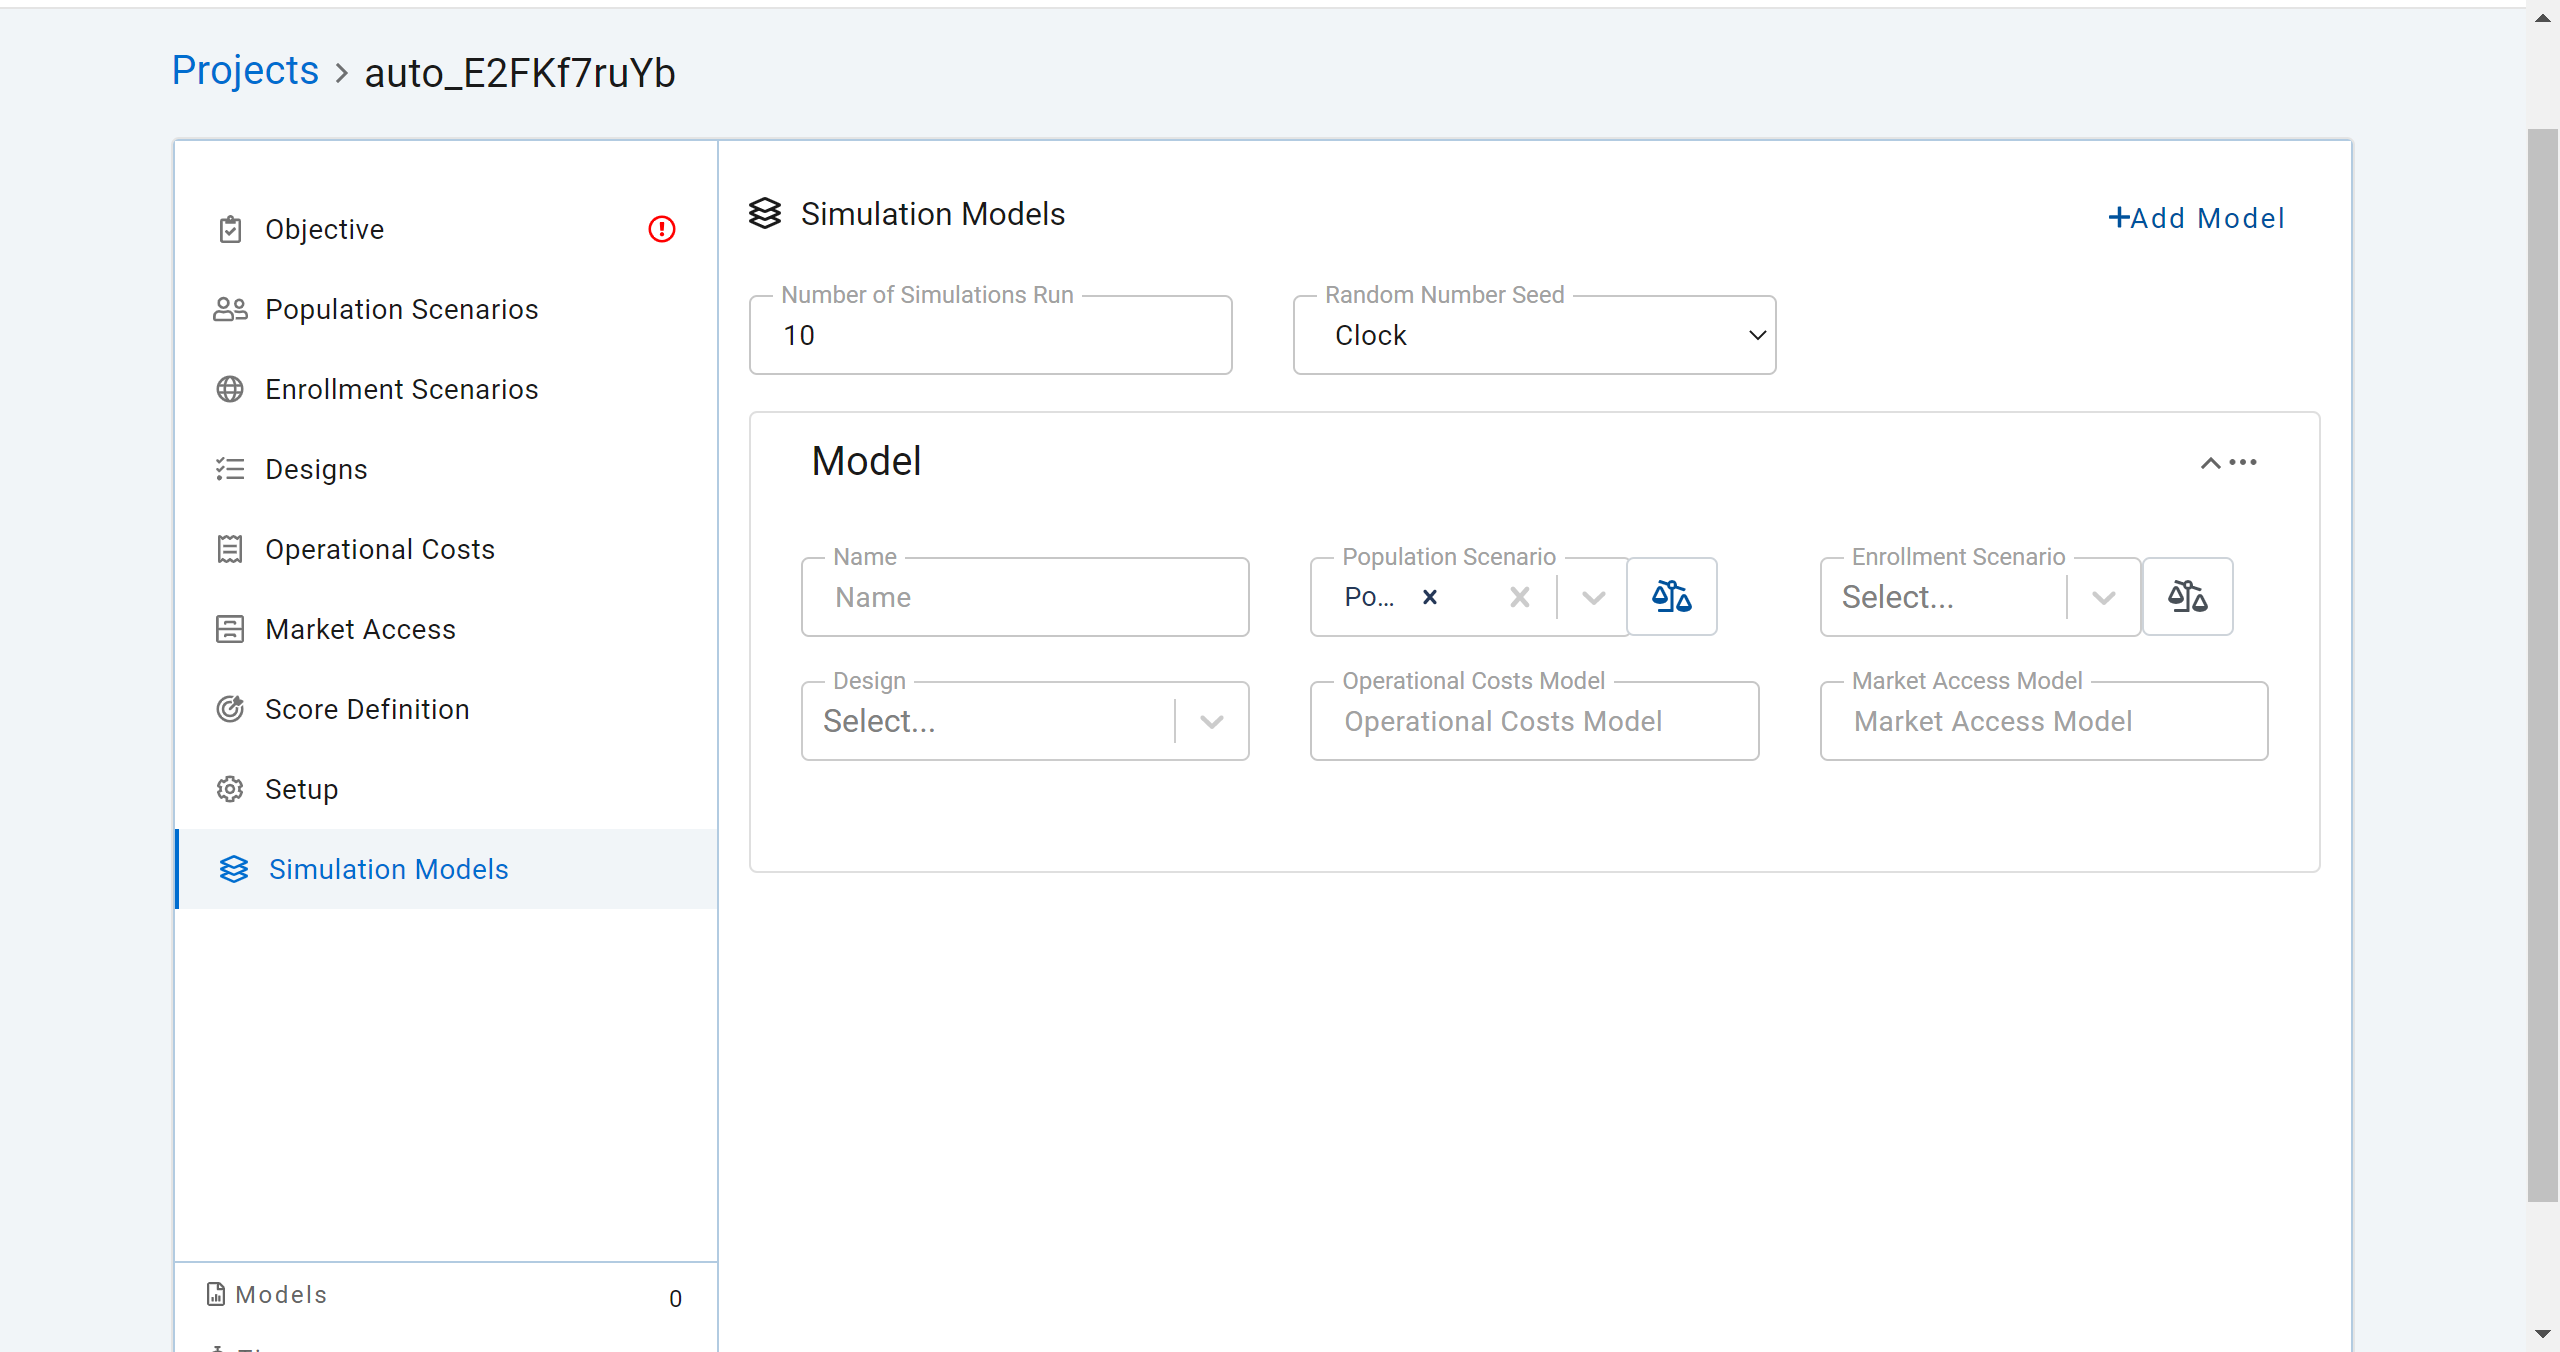 Projects > auto_E2FKf7ruYb
Objective
Population Scenarios
Enrollment Scenarios
Designs
Operational Costs
Market Access
Score Definition
Setup
Simulation Models
Models 0
Simulation Models
+Add Model
Number of Simulations Run
10
Random Number Seed
Clock
Model
Name
Name
Population Scenario
Po...
Enrollment Scenario
Select...
Design
Select...
Operational Costs Model
Operational Costs Model
Market Access Model
Market Access Model